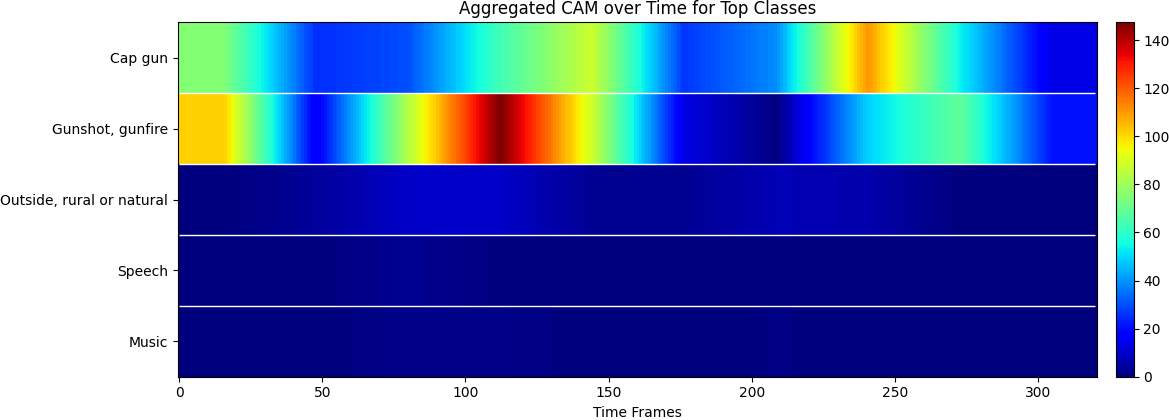 Aggregated CAM over Time for Top Classes
Cap gun
Gunshot, gunfire
Outside, rural or natural
Speech
Music
0 50 100 150 200 250 300
Time Frames
140
120
100
80
60
40
20
0